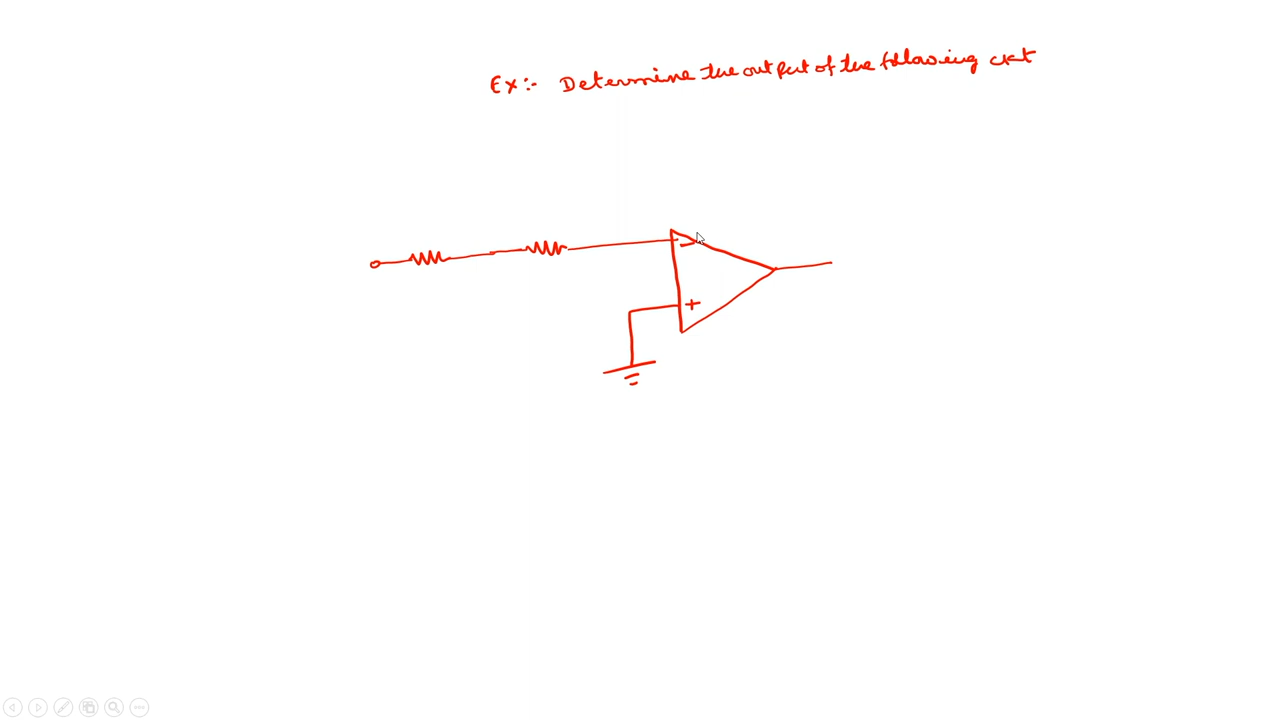 Ex:- Determine the output of the following ckt
-
+